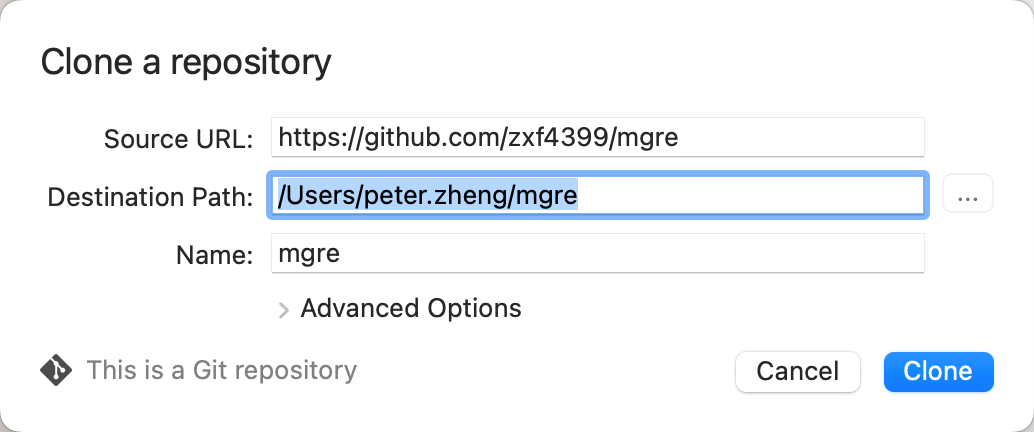 Clone a repository
Source URL: https://github.com/zxf4399/mgre
Destination Path: /Users/peter.zheng/mgre ...
Name: mgre
Advanced Options
This is a Git repository Cancel Clone